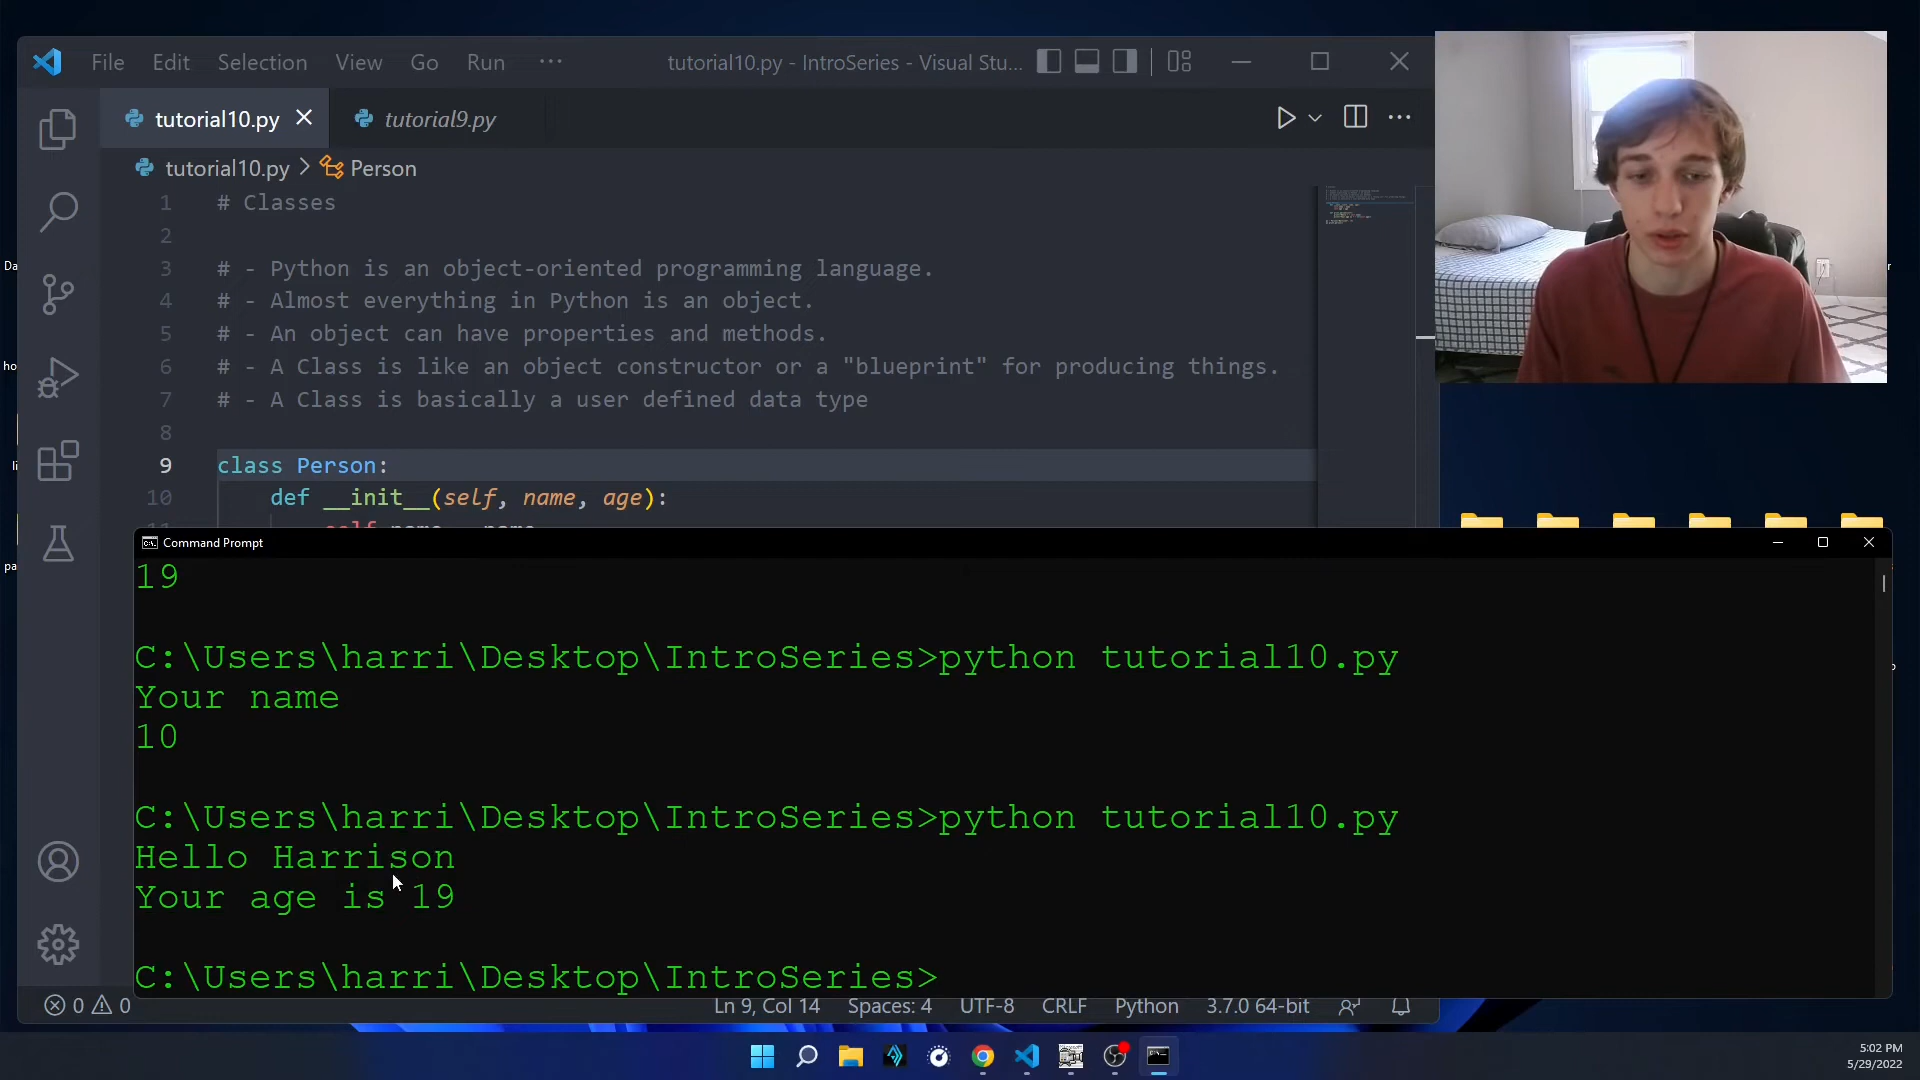 File Edit Selection View Go Run ··· tutorial10.py - IntroSeries - Visual Stu...
tutorial10.py tutorial9.py
tutorial10.py > Person
1 # Classes
2
3 # - Python is an object-oriented programming language.
4 # - Almost everything in Python is an object.
5 # - An object can have properties and methods.
6 # - A Class is like an object constructor or a "blueprint" for producing things.
7 # - A Class is basically a user defined data type
8
9 class Person:
10 def __init__(self, name, age):
Da
ho
li
pa
Command Prompt
19
C:\Users\harri\Desktop\IntroSeries>python tutorial10.py
Your name
10
C:\Users\harri\Desktop\IntroSeries>python tutorial10.py
Hello Harrison
Your age is 19
C:\Users\harri\Desktop\IntroSeries>
0 0 Ln 9, Col 14 Spaces: 4 UTF-8 CRLF Python 3.7.0 64-bit
5:02 PM
5/29/2022